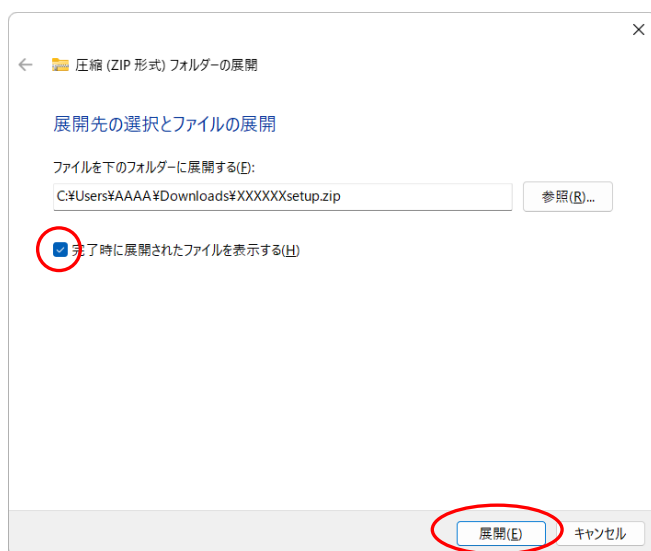 圧縮 (ZIP 形式) フォルダーの展開
展開先の選択とファイルの展開
ファイルを下のフォルダーに展開する(F):
C:¥Users¥AAAA¥Downloads¥XXXXXXsetup.zip
参照(R)...
完了時に展開されたファイルを表示する(H)
展開(E)
キャンセル